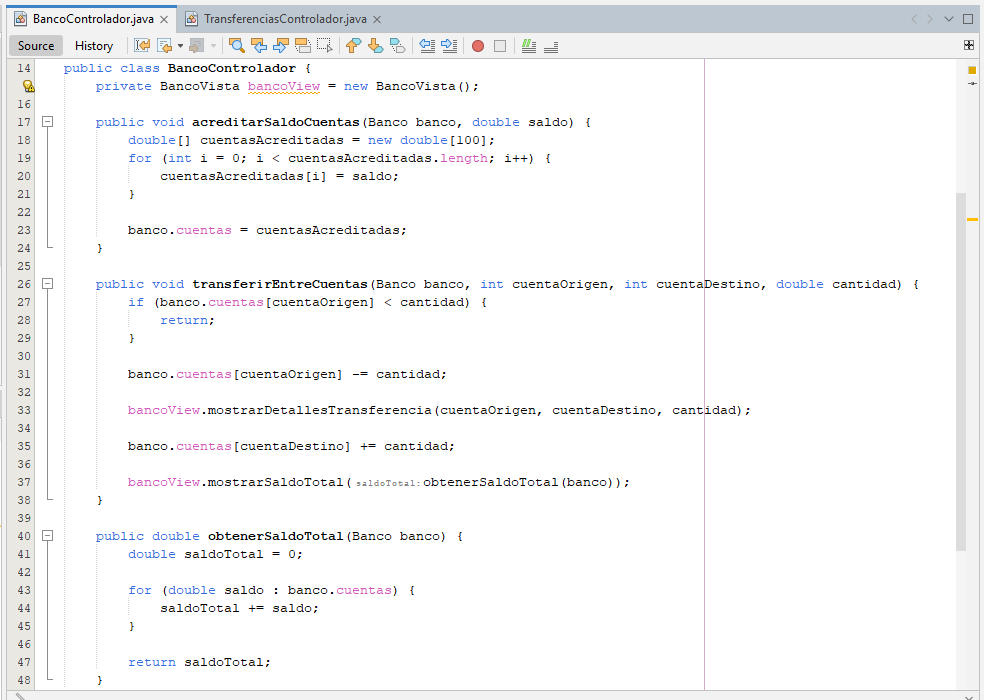 BancoControlador.java × TransferenciasControlador.java ×
Source History
14 public class BancoControlador {
private BancoVista bancoView = new BancoVista();
16
17 public void acreditarSaldoCuentas(Banco banco, double saldo) {
18 double[] cuentasAcreditadas = new double[100];
19 for (int i = 0; i < cuentasAcreditadas.length; i++) {
20 cuentasAcreditadas[i] = saldo;
21 }
22
23 banco.cuentas = cuentasAcreditadas;
24 }
25
26 public void transferirEntreCuentas(Banco banco, int cuentaOrigen, int cuentaDestino, double cantidad) {
27 if (banco.cuentas[cuentaOrigen] < cantidad) {
28 return;
29 }
30
31 banco.cuentas[cuentaOrigen] -= cantidad;
32
33 bancoView.mostrarDetallesTransferencia(cuentaOrigen, cuentaDestino, cantidad);
34
35 banco.cuentas[cuentaDestino] += cantidad;
36
37 bancoView.mostrarSaldoTotal( saldoTotal: obtenerSaldoTotal(banco));
38 }
39
40 public double obtenerSaldoTotal(Banco banco) {
41 double saldoTotal = 0;
42
43 for (double saldo : banco.cuentas) {
44 saldoTotal += saldo;
45 }
46
47 return saldoTotal;
48 }